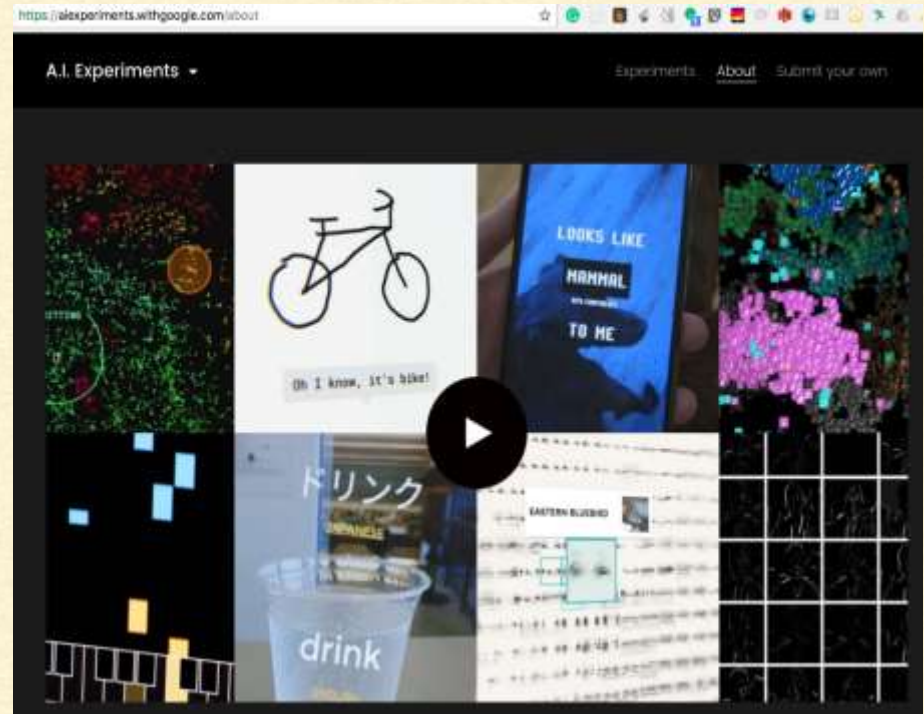 https://aiexperiments.withgoogle.com/about
A.I. Experiments
Experiments About Submit your own
LOOKS LIKE
MAMMAL
TO ME
Oh I know, it's bike!
ドリンク
JAPANESE
EASTERN BLUEBIRD
drink